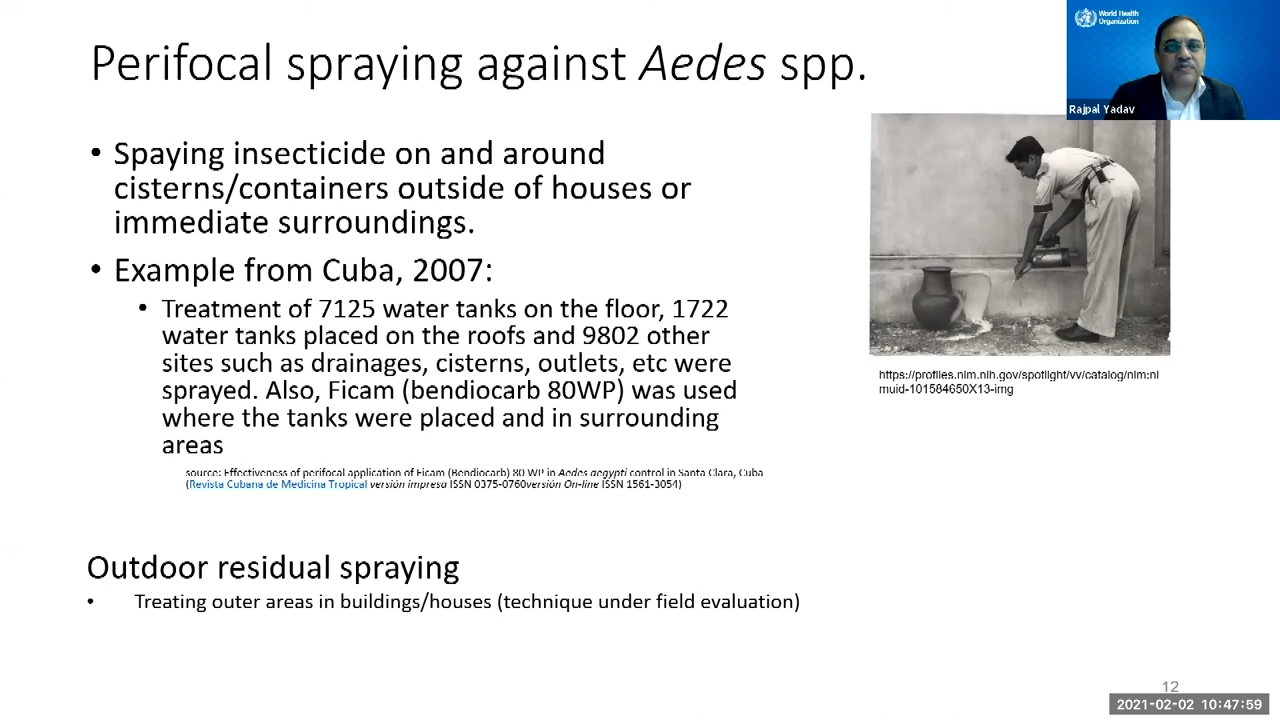 Perifocal spraying against Aedes spp.
World Health
Organization
Rajpal Yadav
• Spaying insecticide on and around
cisterns/containers outside of houses or
immediate surroundings.
• Example from Cuba, 2007:
• Treatment of 7125 water tanks on the floor, 1722
water tanks placed on the roofs and 9802 other
sites such as drainages, cisterns, outlets, etc were
sprayed. Also, Ficam (bendiocarb 80WP) was used
where the tanks were placed and in surrounding
areas
source: Effectiveness of perifocal application of Ficam (Bendiocarb) 80 WP in Aedes aegypti control in Santa Clara, Cuba
(Revista Cubana de Medicina Tropical versión impresa ISSN 0375-0760versión On-line ISSN 1561-3054)
https://profiles.nlm.nih.gov/spotlight/vv/catalog/nlm:nl
muid-101584650X13-img
Outdoor residual spraying
• Treating outer areas in buildings/houses (technique under field evaluation)
12
2021-02-02 10:47:59